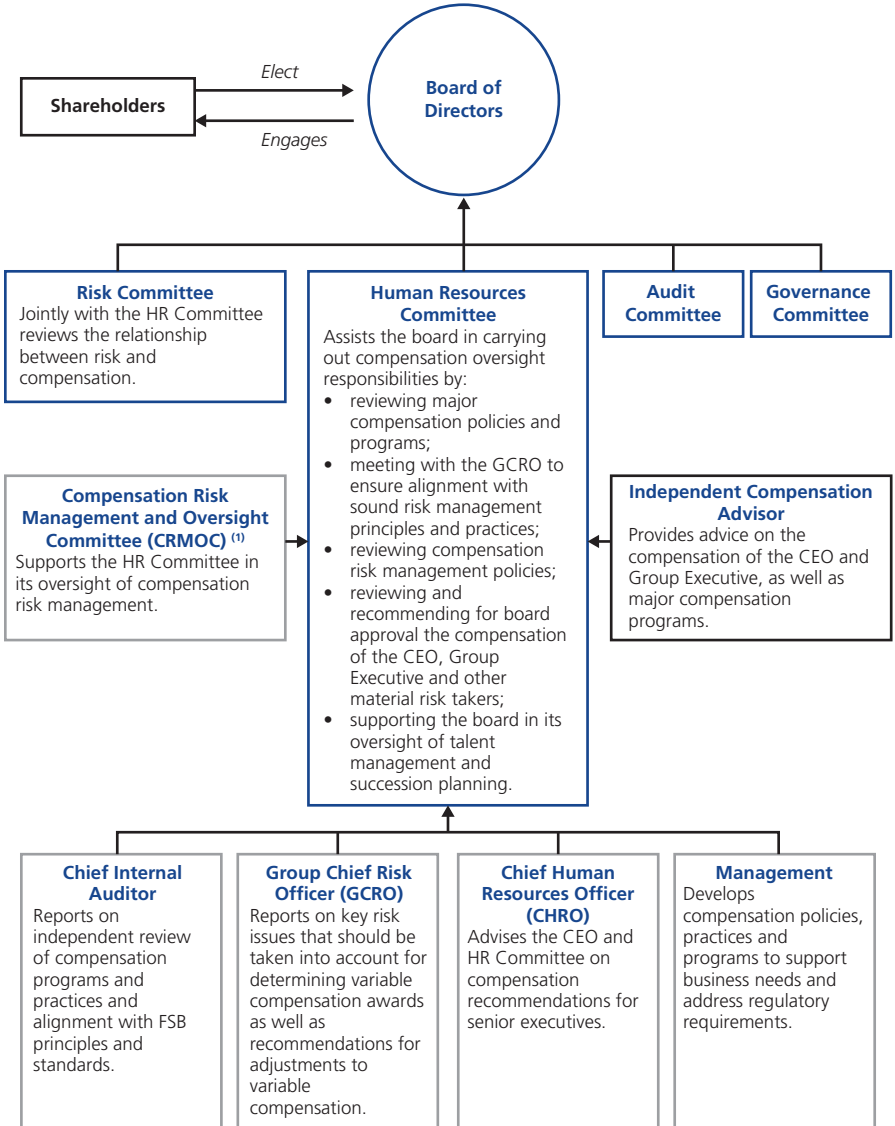 Elect
Shareholders
Engages
Board of
Directors
Risk Committee
Jointly with the HR Committee
reviews the relationship
between risk and
compensation.
Human Resources
Committee
Assists the board in carrying
out compensation oversight
responsibilities by:
• reviewing major
compensation policies and
programs;
• meeting with the GCRO to
ensure alignment with
sound risk management
principles and practices;
• reviewing compensation
risk management policies;
• reviewing and
recommending for board
approval the compensation
of the CEO, Group
Executive and other
material risk takers;
• supporting the board in its
oversight of talent
management and
succession planning.
Audit
Committee
Governance
Committee
Compensation Risk
Management and Oversight
Committee (CRMOC) (1)
Supports the HR Committee in
its oversight of compensation
risk management.
Independent Compensation
Advisor
Provides advice on the
compensation of the CEO and
Group Executive, as well as
major compensation
programs.
Chief Internal
Auditor
Reports on
independent review
of compensation
programs and
practices and
alignment with FSB
principles and
standards.
Group Chief Risk
Officer (GCRO)
Reports on key risk
issues that should be
taken into account for
determining variable
compensation awards
as well as
recommendations for
adjustments to
variable
compensation.
Chief Human
Resources Officer
(CHRO)
Advises the CEO and
HR Committee on
compensation
recommendations for
senior executives.
Management
Develops
compensation policies,
practices and
programs to support
business needs and
address regulatory
requirements.